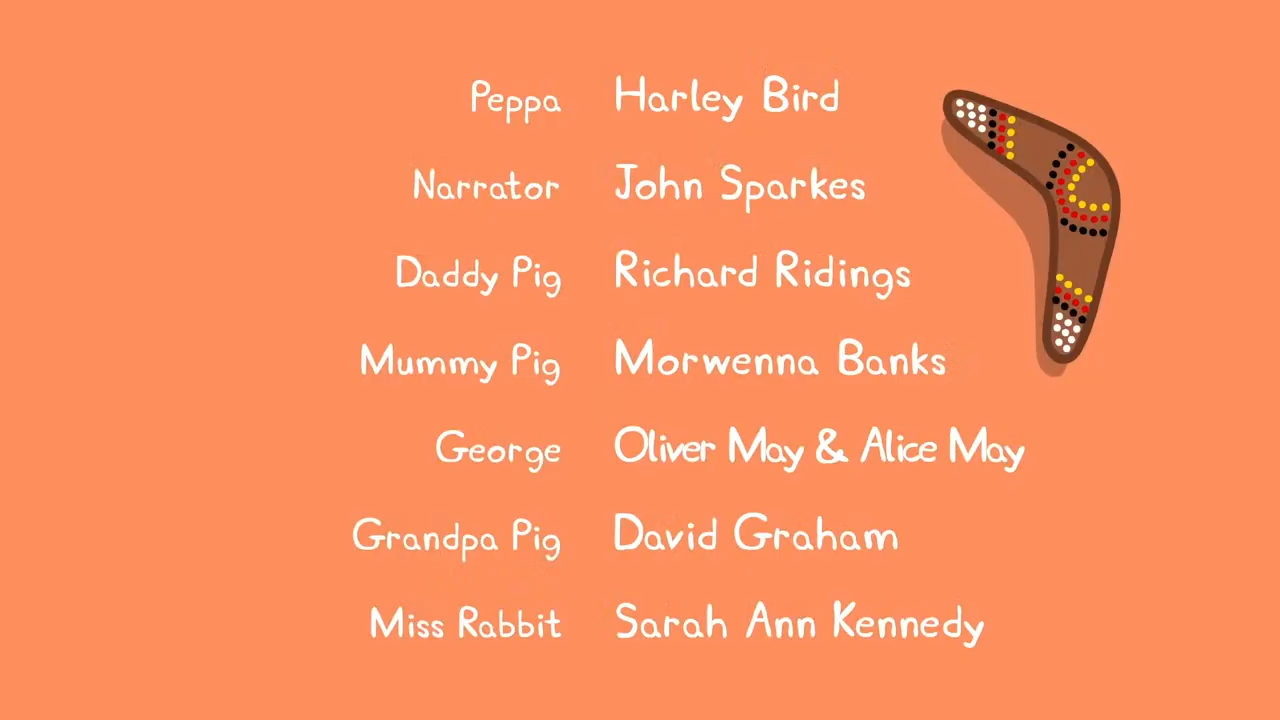 Peppa Harley Bird
Narrator John Sparkes
Daddy Pig Richard Ridings
Mummy Pig Morwenna Banks
George Oliver May & Alice May
Grandpa Pig David Graham
Miss Rabbit Sarah Ann Kennedy